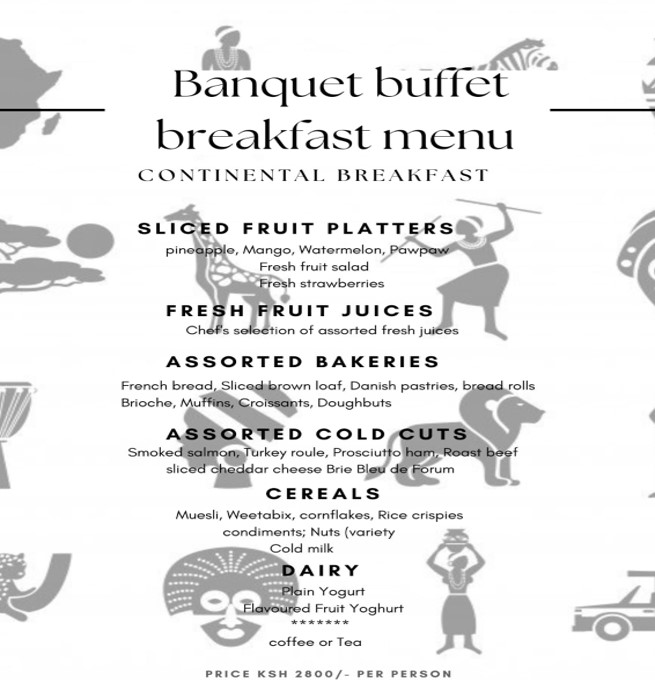 Banquet buffet
breakfast menu
CONTINENTAL BREAKFAST
SLICED FRUIT PLATTERS
pineapple, Mango, Watermelon, Pawpaw
Fresh fruit salad
Fresh strawberries
FRESH FRUIT JUICES
Chef's selection of assorted fresh juices
ASSORTED BAKERIES
French bread, Sliced brown loaf, Danish pastries, bread rolls
Brioche, Muffins, Croissants, Doughbuts
ASSORTED COLD CUTS
Smoked salmon, Turkey roule, Prosciutto ham, Roast beef
sliced cheddar cheese Brie Bleu de Forum
CEREALS
Muesli, Weetabix, cornflakes, Rice crispies
condiments; Nuts (variety
Cold milk
DAIRY
Plain Yogurt
Flavoured Fruit Yoghurt
*******
coffee or Tea
PRICE KSH 2800/- PER PERSON